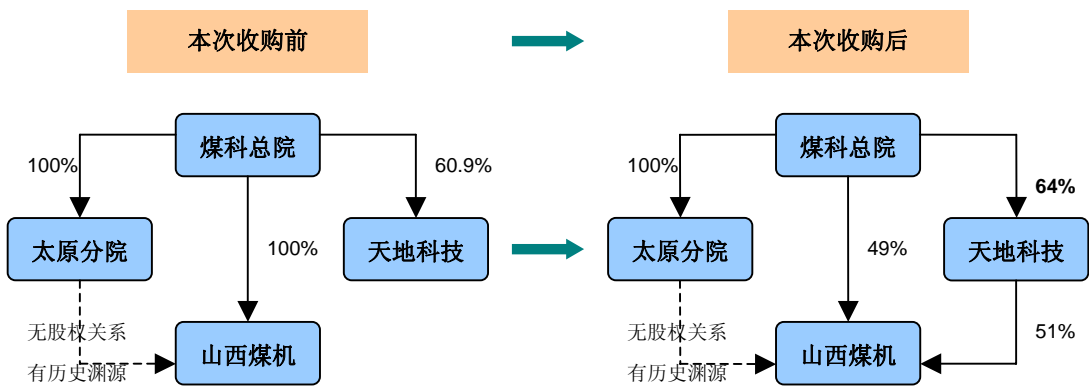 本次收购前
本次收购后
煤科总院
100%
60.9%
太原分院
100%
天地科技
无股权关系
有历史渊源
山西煤机
煤科总院
100%
64%
太原分院
49%
天地科技
无股权关系
51%
有历史渊源
山西煤机